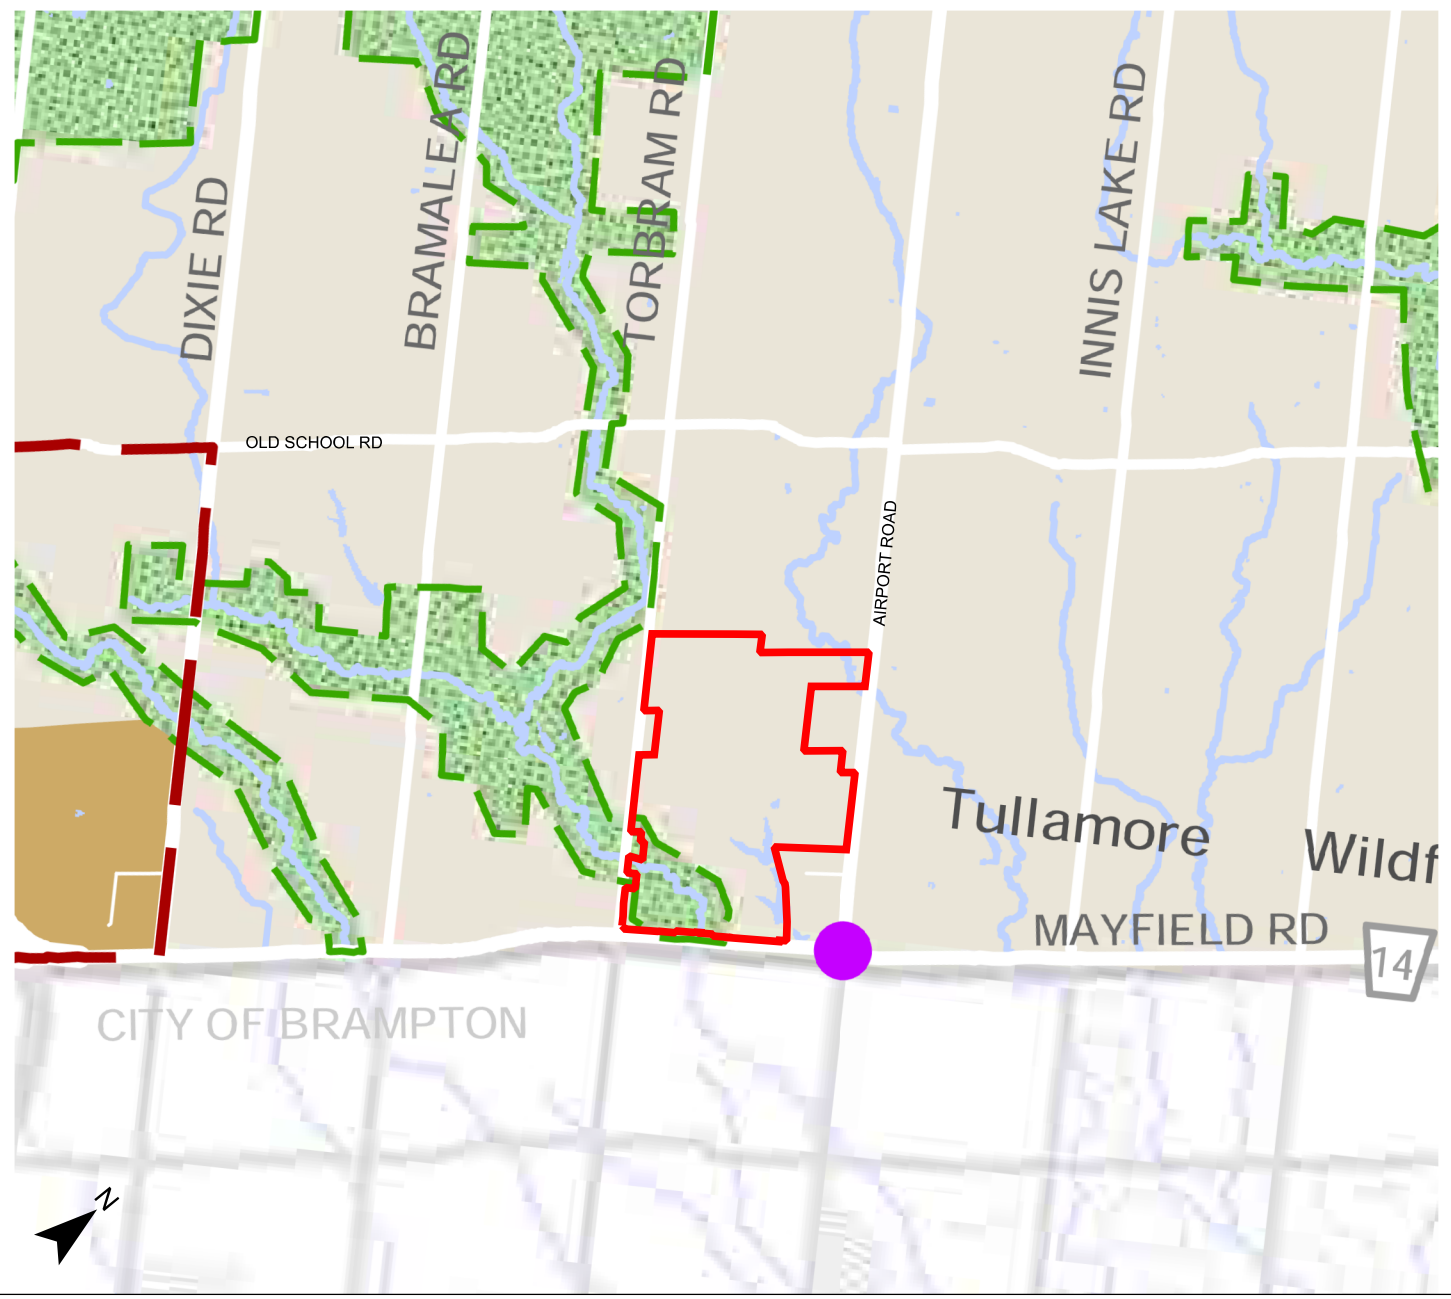 DIXIE RD
BRAMALEA RD
TORBRAM RD
INNIS LAKE RD
OLD SCHOOL RD
AIRPORT ROAD
Tullamore
Wildf
MAYFIELD RD
14
CITY OF BRAMPTON
N